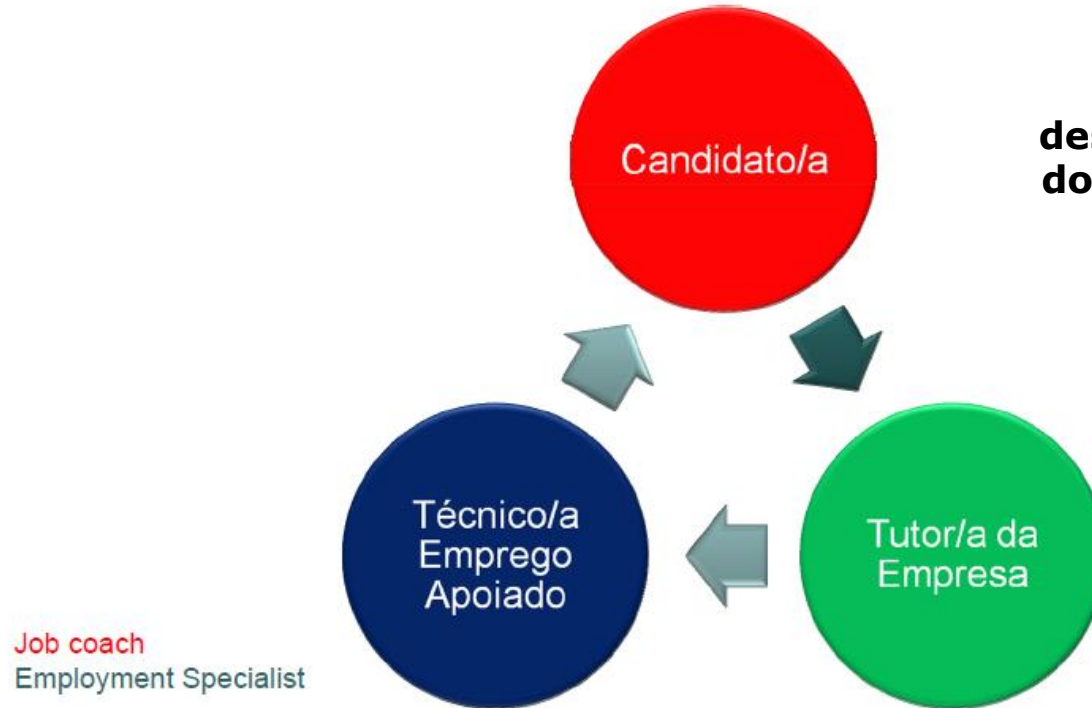 Candidato/a
Técnico/a
Emprego
Apoiado
Tutor/a da
Empresa
Job coach
Employment Specialist